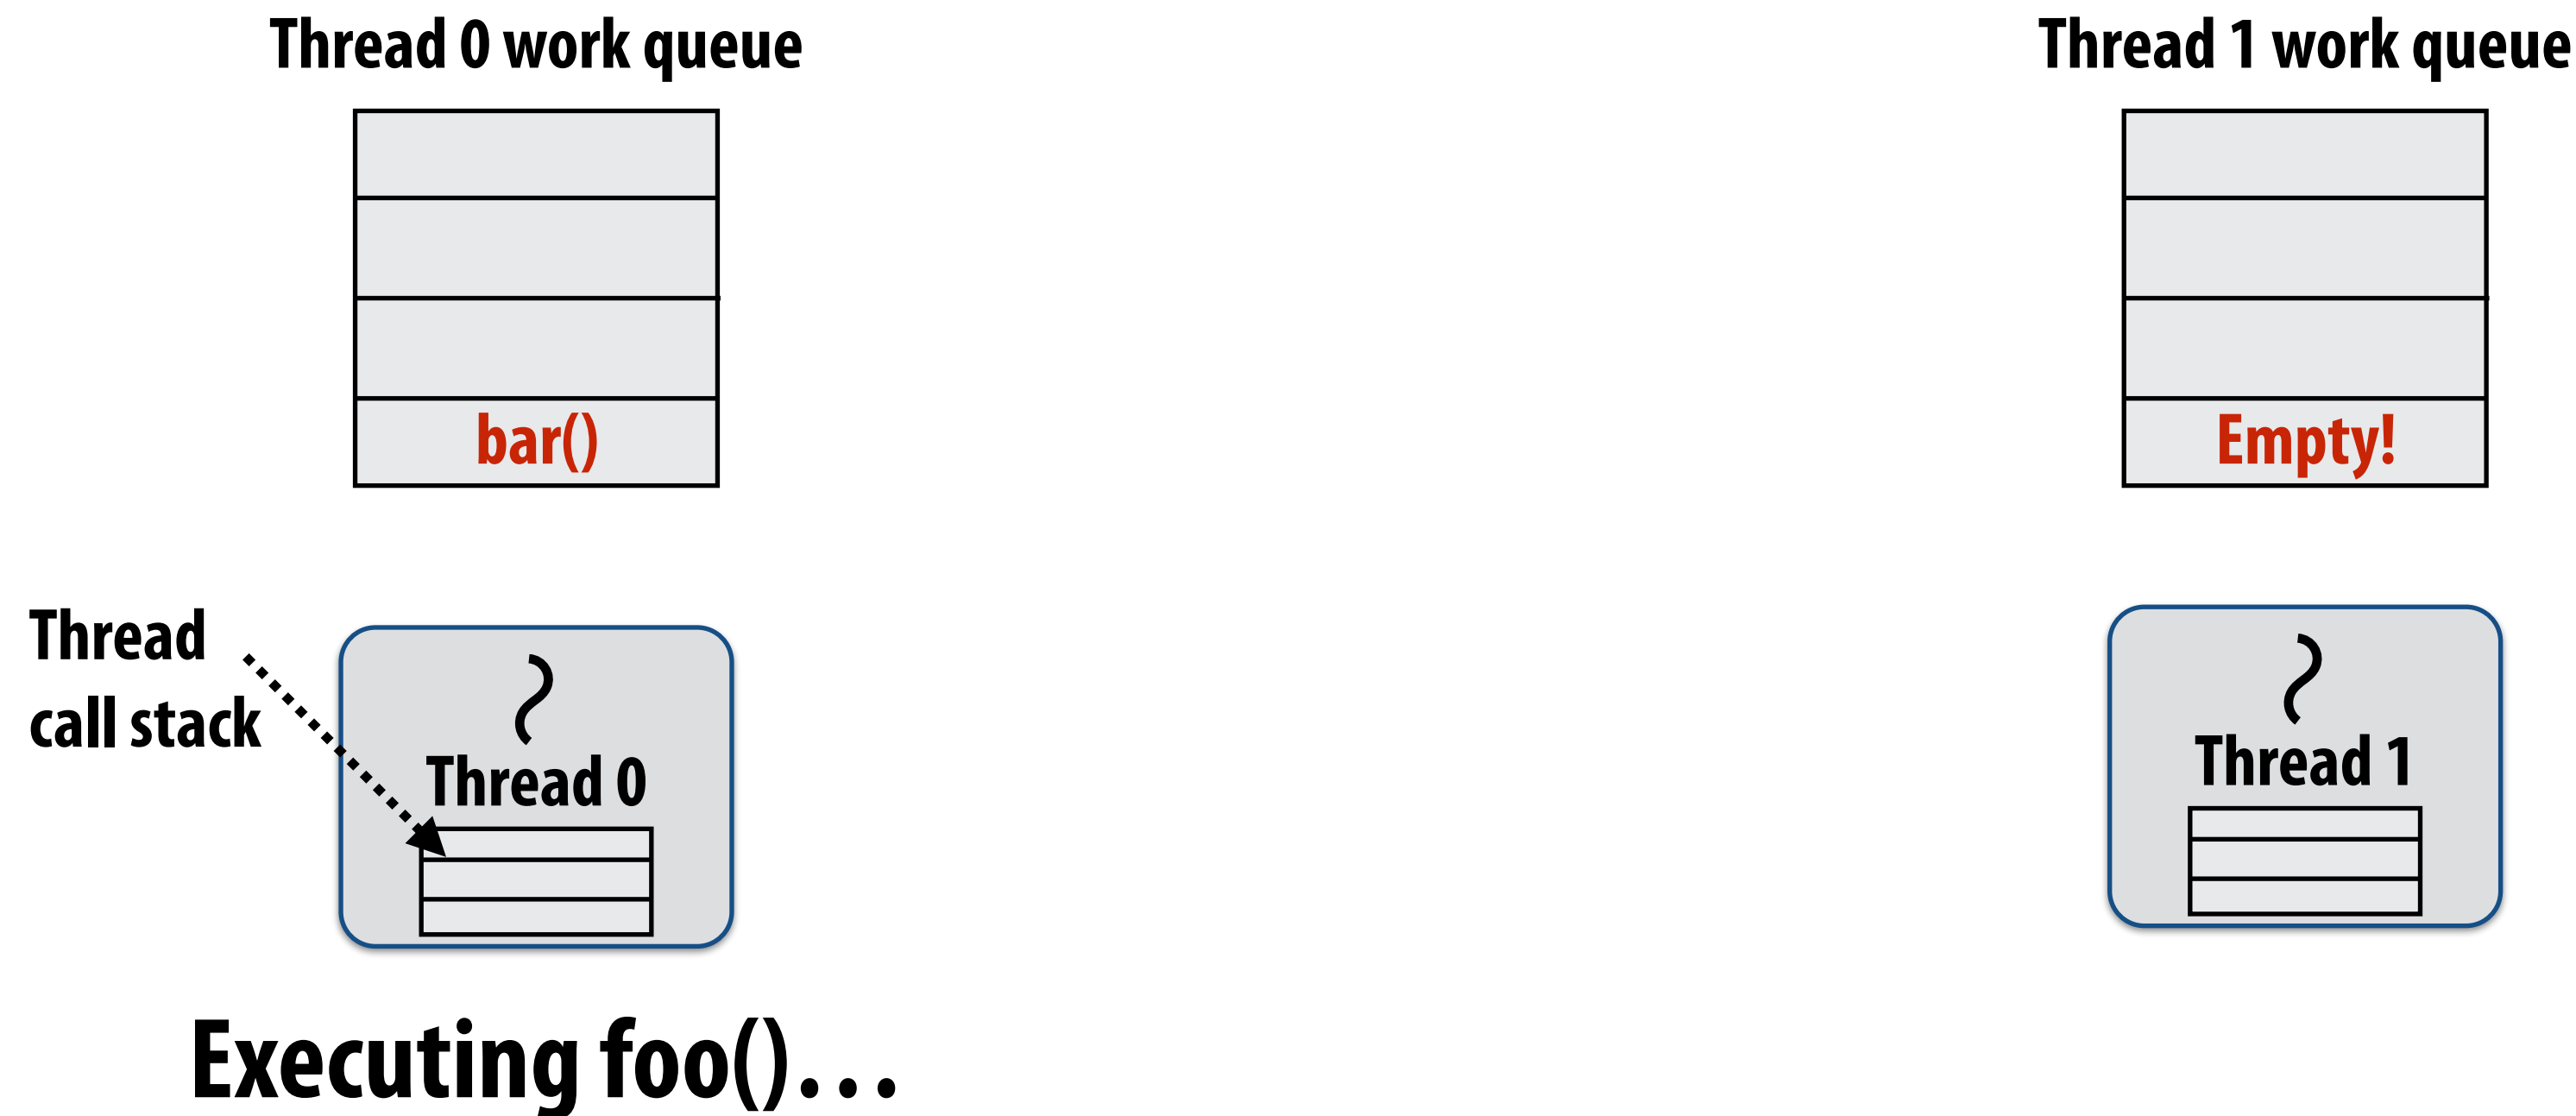 Thread 0 work queue
Thread 1 work queue
bar()
Empty!
Thread
call stack
Thread 0
Thread 1
Executing foo()…